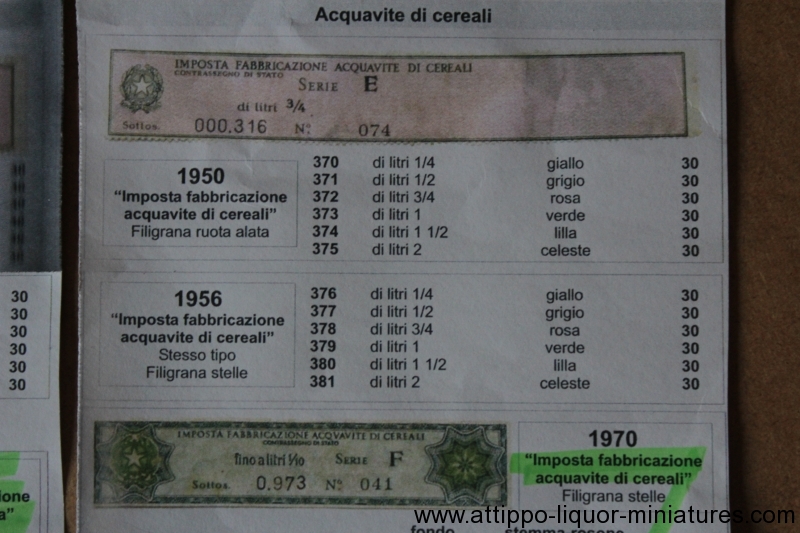 Acquavite di cereali
IMPOSTA FABBRICAZIONE ACQUAVITE DI CEREALI
CONTRASSEGNO DI STATO
SERIE E
di litri 3/4
Sottos. 000.316 N° 074
1950
“Imposta fabbricazione
acquavite di cereali”
Filigrana ruota alata
370 di litri 1/4 giallo 30
371 di litri 1/2 grigio 30
372 di litri 3/4 rosa 30
373 di litri 1 verde 30
374 di litri 1 1/2 lilla 30
375 di litri 2 celeste 30
1956
“Imposta fabbricazione
acquavite di cereali”
Stesso tipo
Filigrana stelle
376 di litri 1/4 giallo 30
377 di litri 1/2 grigio 30
378 di litri 3/4 rosa 30
379 di litri 1 verde 30
380 di litri 1 1/2 lilla 30
381 di litri 2 celeste 30
30
30
30
30
30
30
IMPOSTA FABBRICAZIONE ACQVAVITE DI CEREALI
CONTRASSEGNO DI STATO
fino a litri 1/10 SERIE F
Sottos. 0,973 N° 041
1970
“Imposta fabbricazione
acquavite di cereali”
Filigrana stelle
fondo stemma-rosone
www.attippo-liquor-miniatures.com